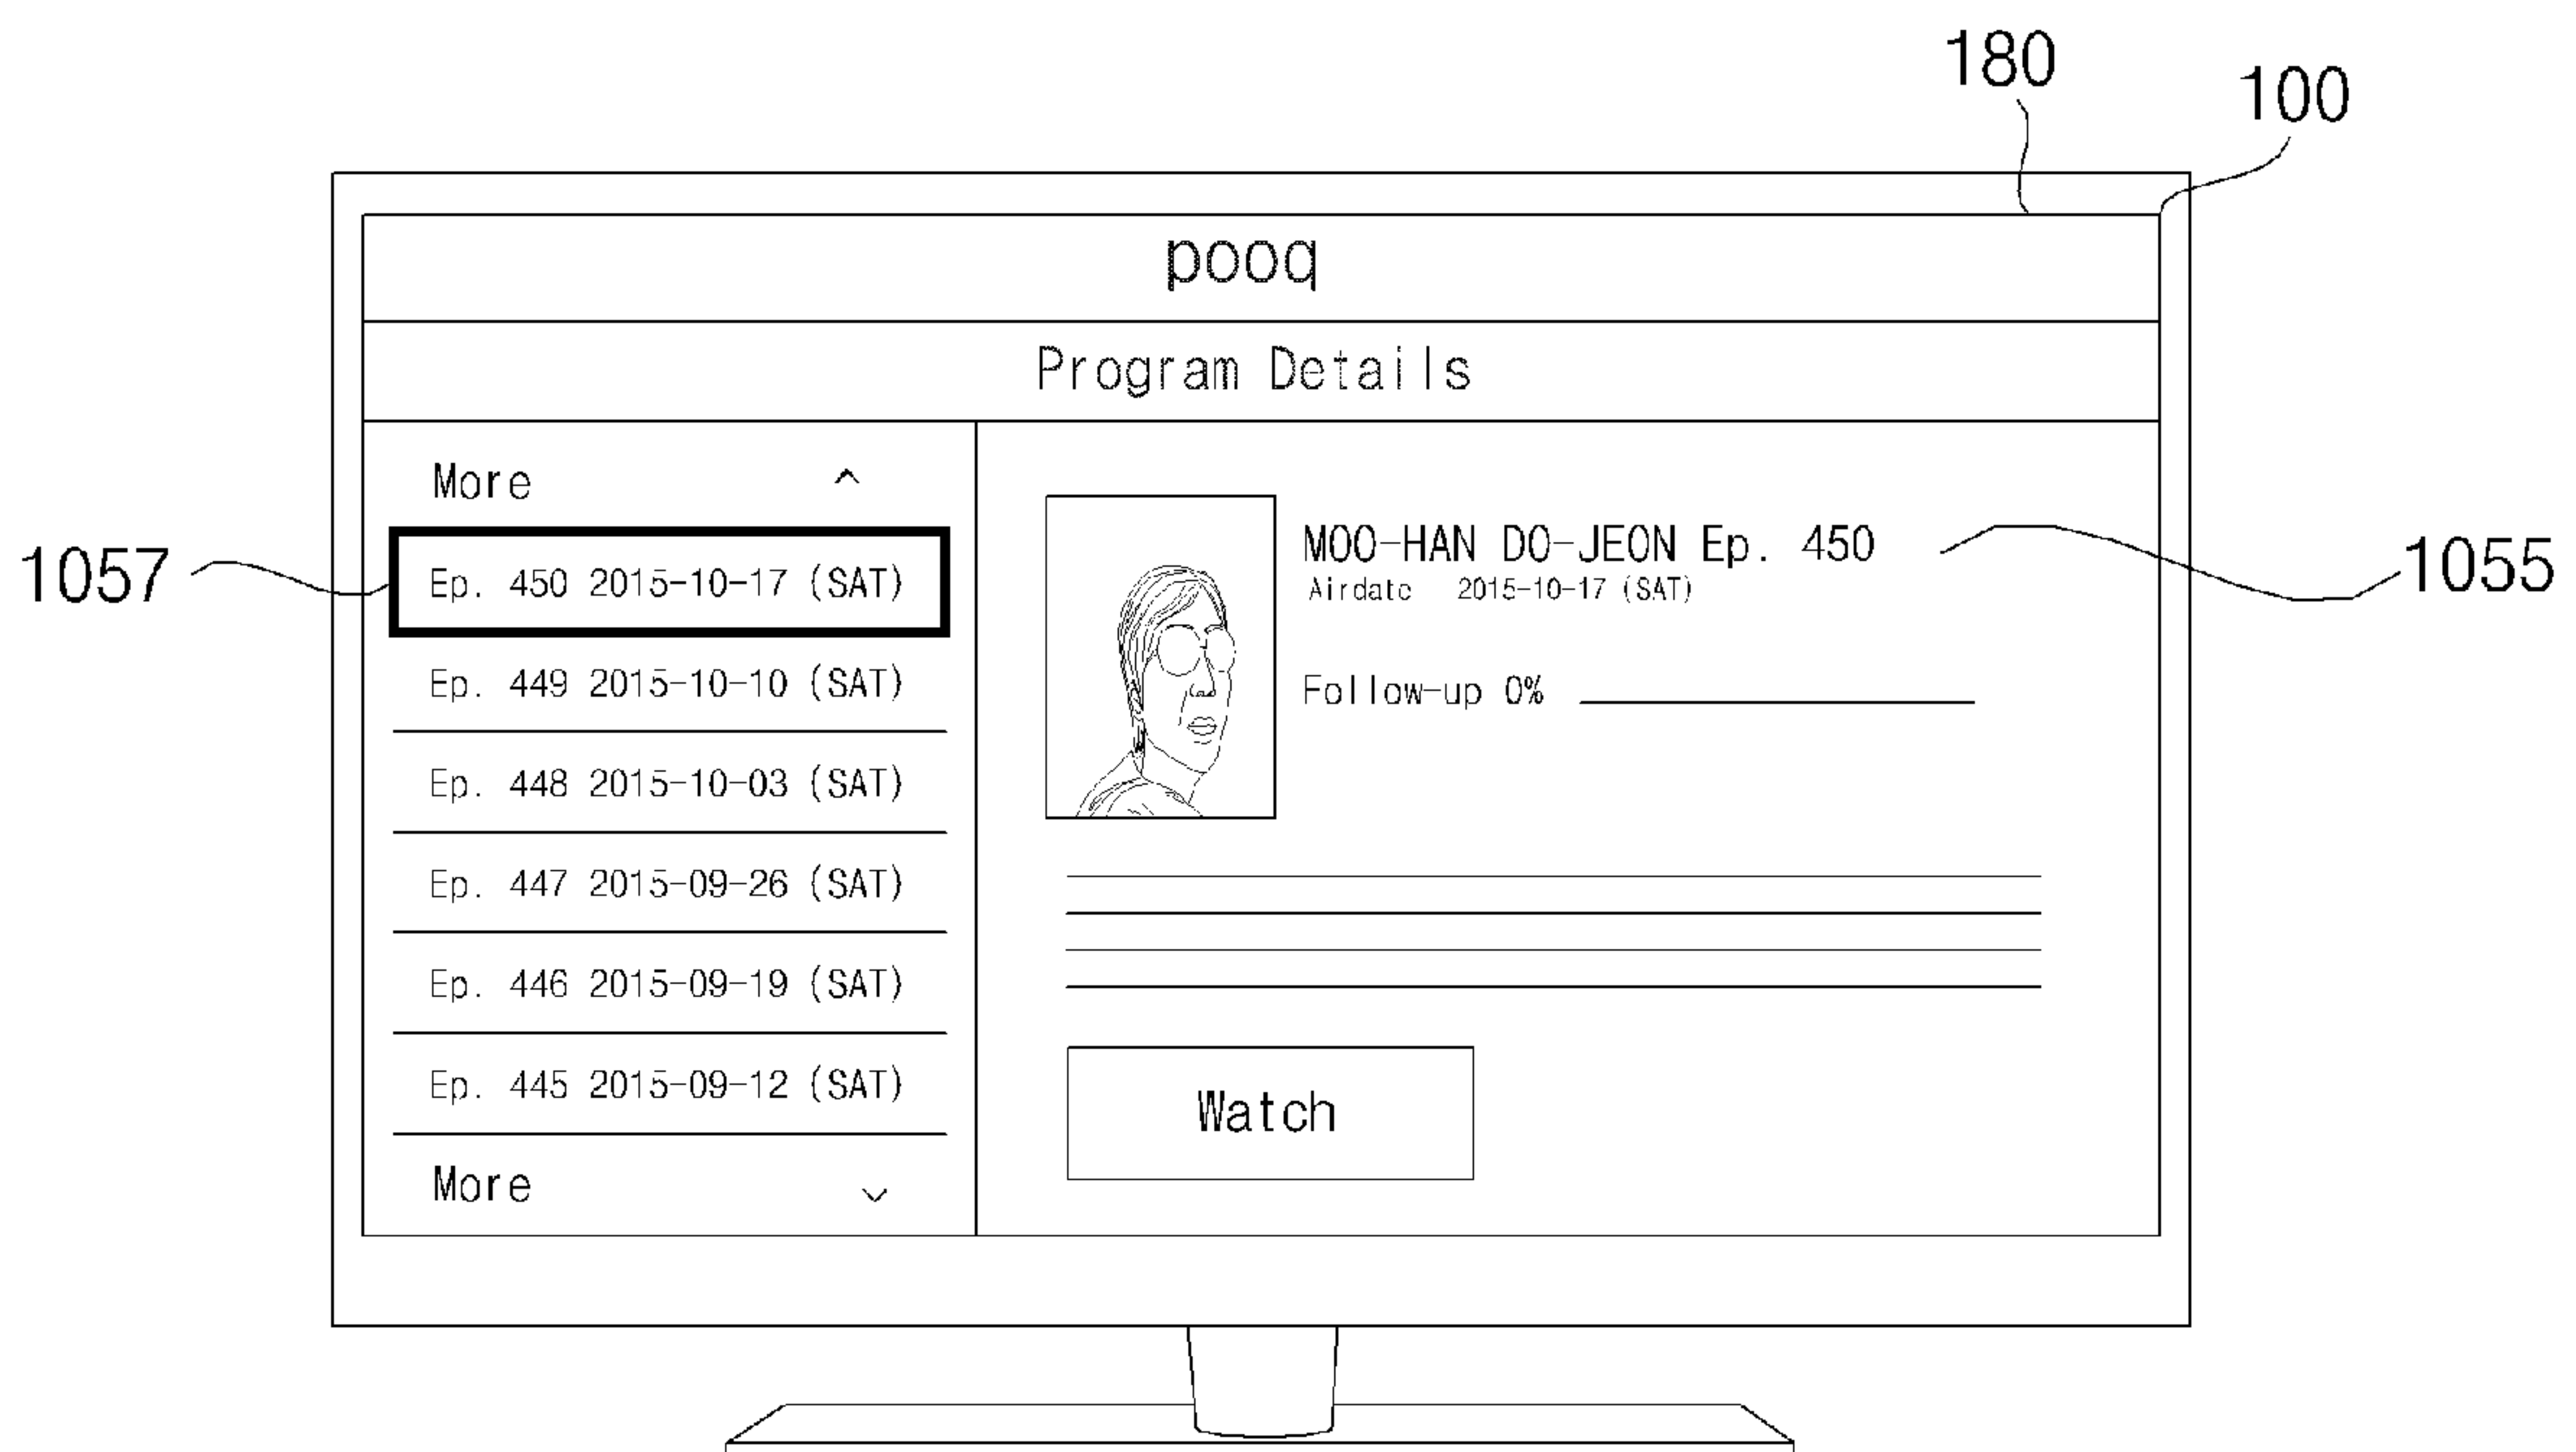 180
100
pooq
Program Details
More
1057
Ep. 450 2015-10-17 (SAT)
Ep. 449 2015-10-10 (SAT)
Ep. 448 2015-10-03 (SAT)
Ep. 447 2015-09-26 (SAT)
Ep. 446 2015-09-19 (SAT)
Ep. 445 2015-09-12 (SAT)
More
MOO-HAN DO-JEON Ep. 450
Airdate 2015-10-17 (SAT)
1055
Follow-up 0%
Watch